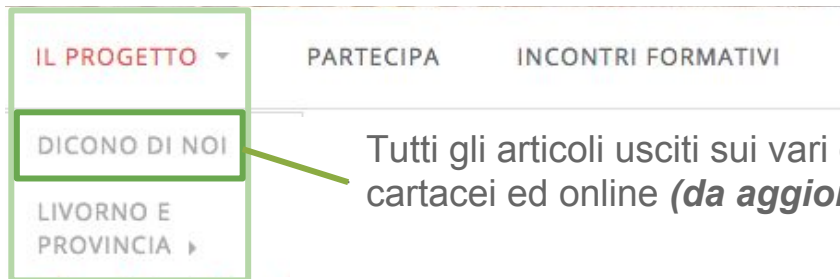 IL PROGETTO PARTECIPA INCONTRI FORMATIVI
DICONO DI NOI
Tutti gli articoli usciti sui vari
cartacei ed online (da
LIVORNO E
PROVINCIA